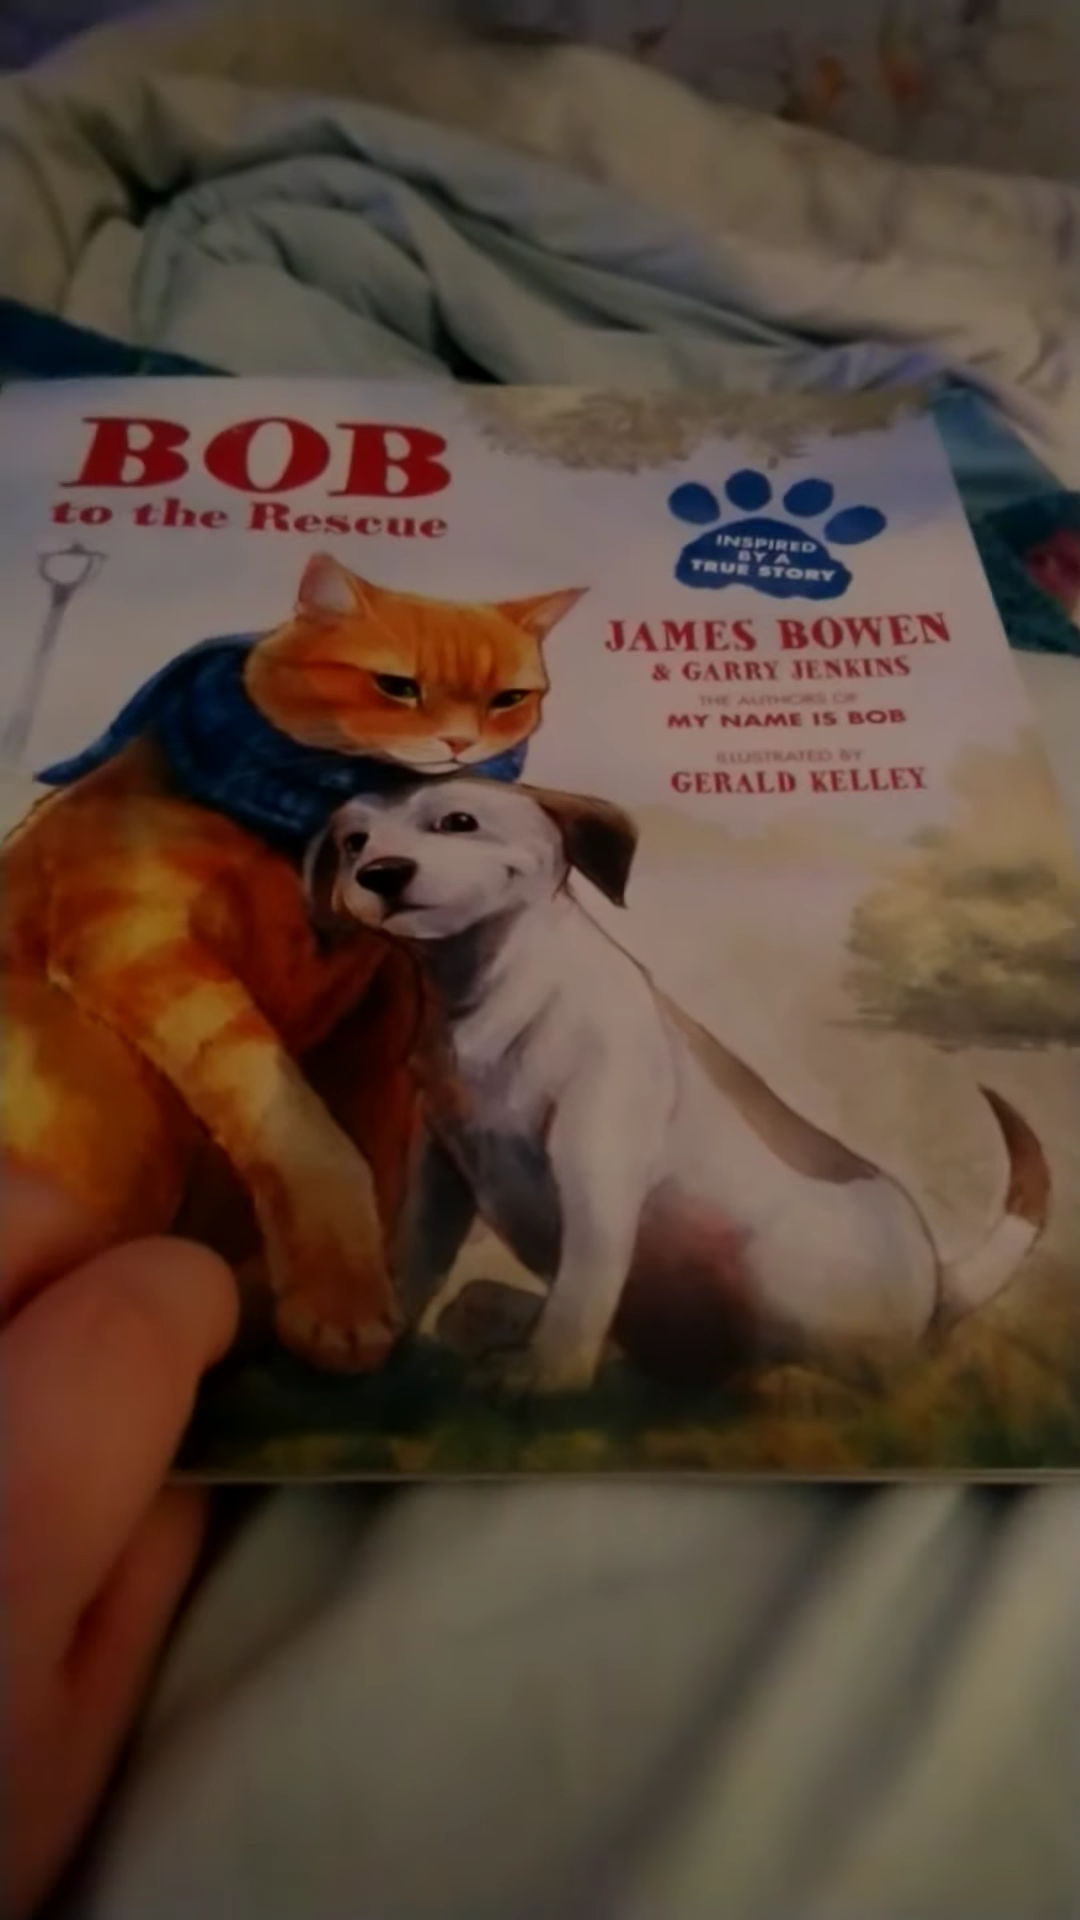 BOB
to the Rescue
INSPIRED
BY A
TRUE STORY
JAMES BOWEN
& GARRY JENKINS
THE AUTHORS OF
MY NAME IS BOB
ILLUSTRATED BY
GERALD KELLEY